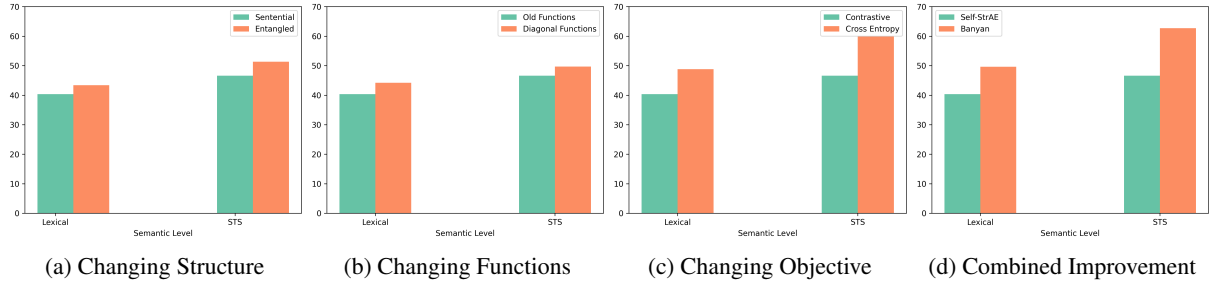 70
60
50
40
30
20
10
0
Sentential
Entangled
Lexical
STS
Semantic Level
(a) Changing Structure
70
60
50
40
30
20
10
0
Old Functions
Diagonal Functions
Lexical
STS
Semantic Level
(b) Changing Functions
70
60
50
40
30
20
10
0
Contrastive
Cross Entropy
Lexical
STS
Semantic Level
(c) Changing Objective
70
60
50
40
30
20
10
0
Self-StrAE
Banyan
Lexical
STS
Semantic Level
(d) Combined Improvement